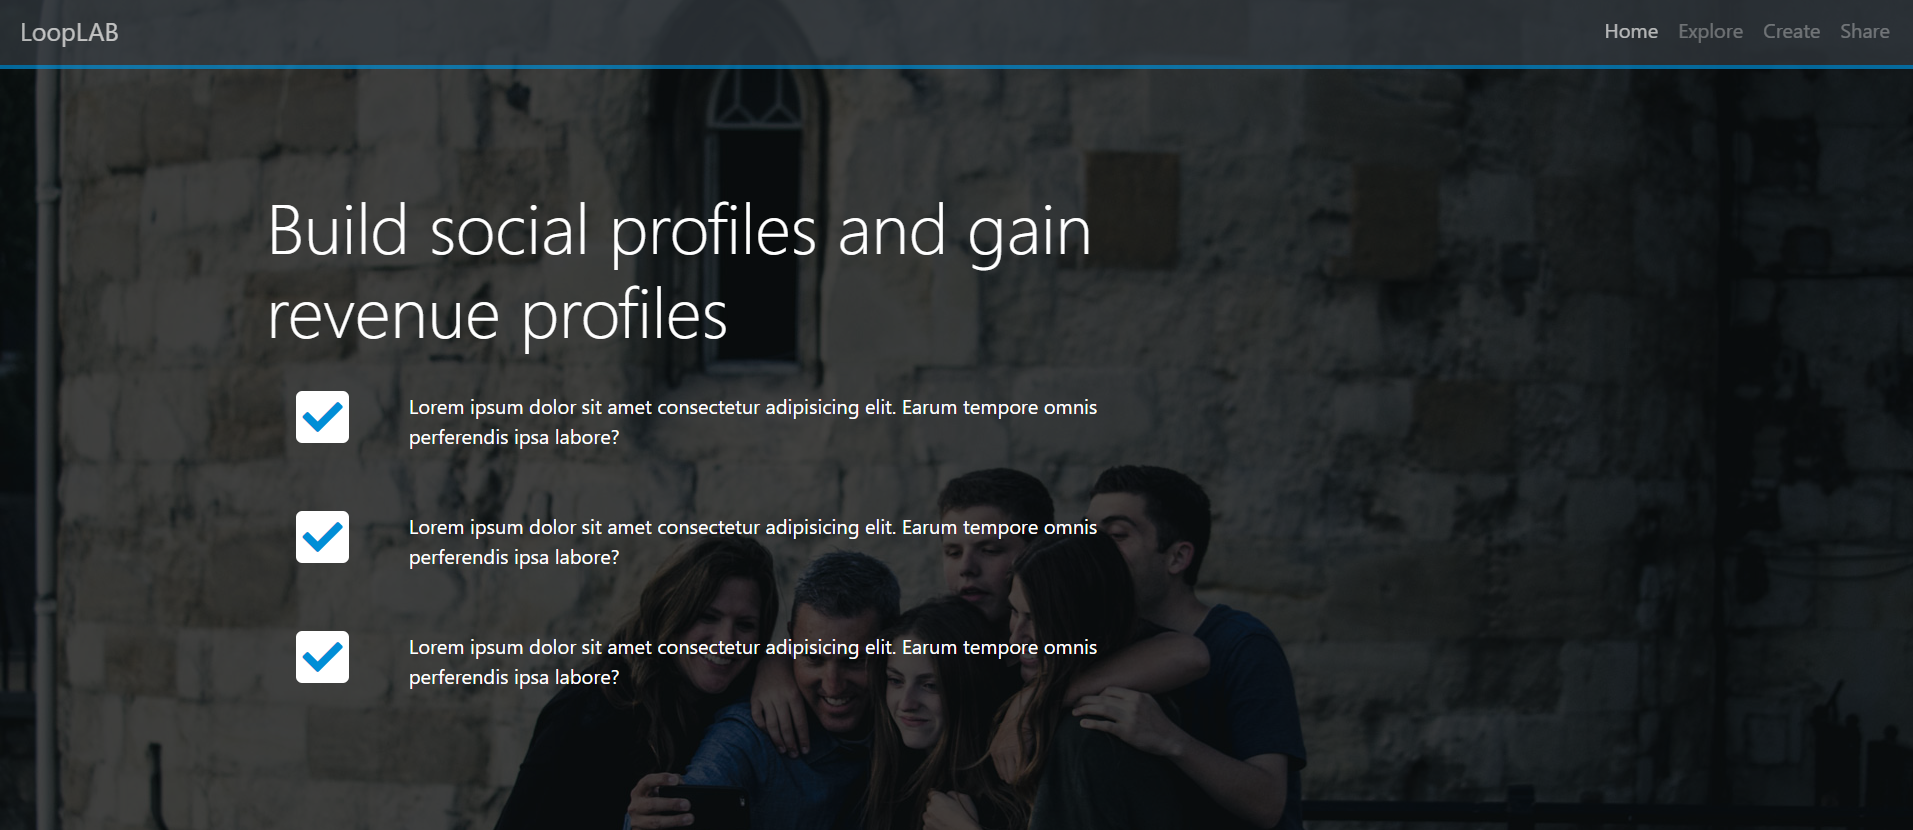 LoopLAB
Home Explore Create Share
Build social profiles and gain
revenue profiles
Lorem ipsum dolor sit amet consectetur adipisicing elit. Earum tempore omnis
perferendis ipsa labore?
Lorem ipsum dolor sit amet consectetur adipisicing elit. Earum tempore omnis
perferendis ipsa labore?
Lorem ipsum dolor sit amet consectetur adipisicing elit. Earum tempore omnis
perferendis ipsa labore?